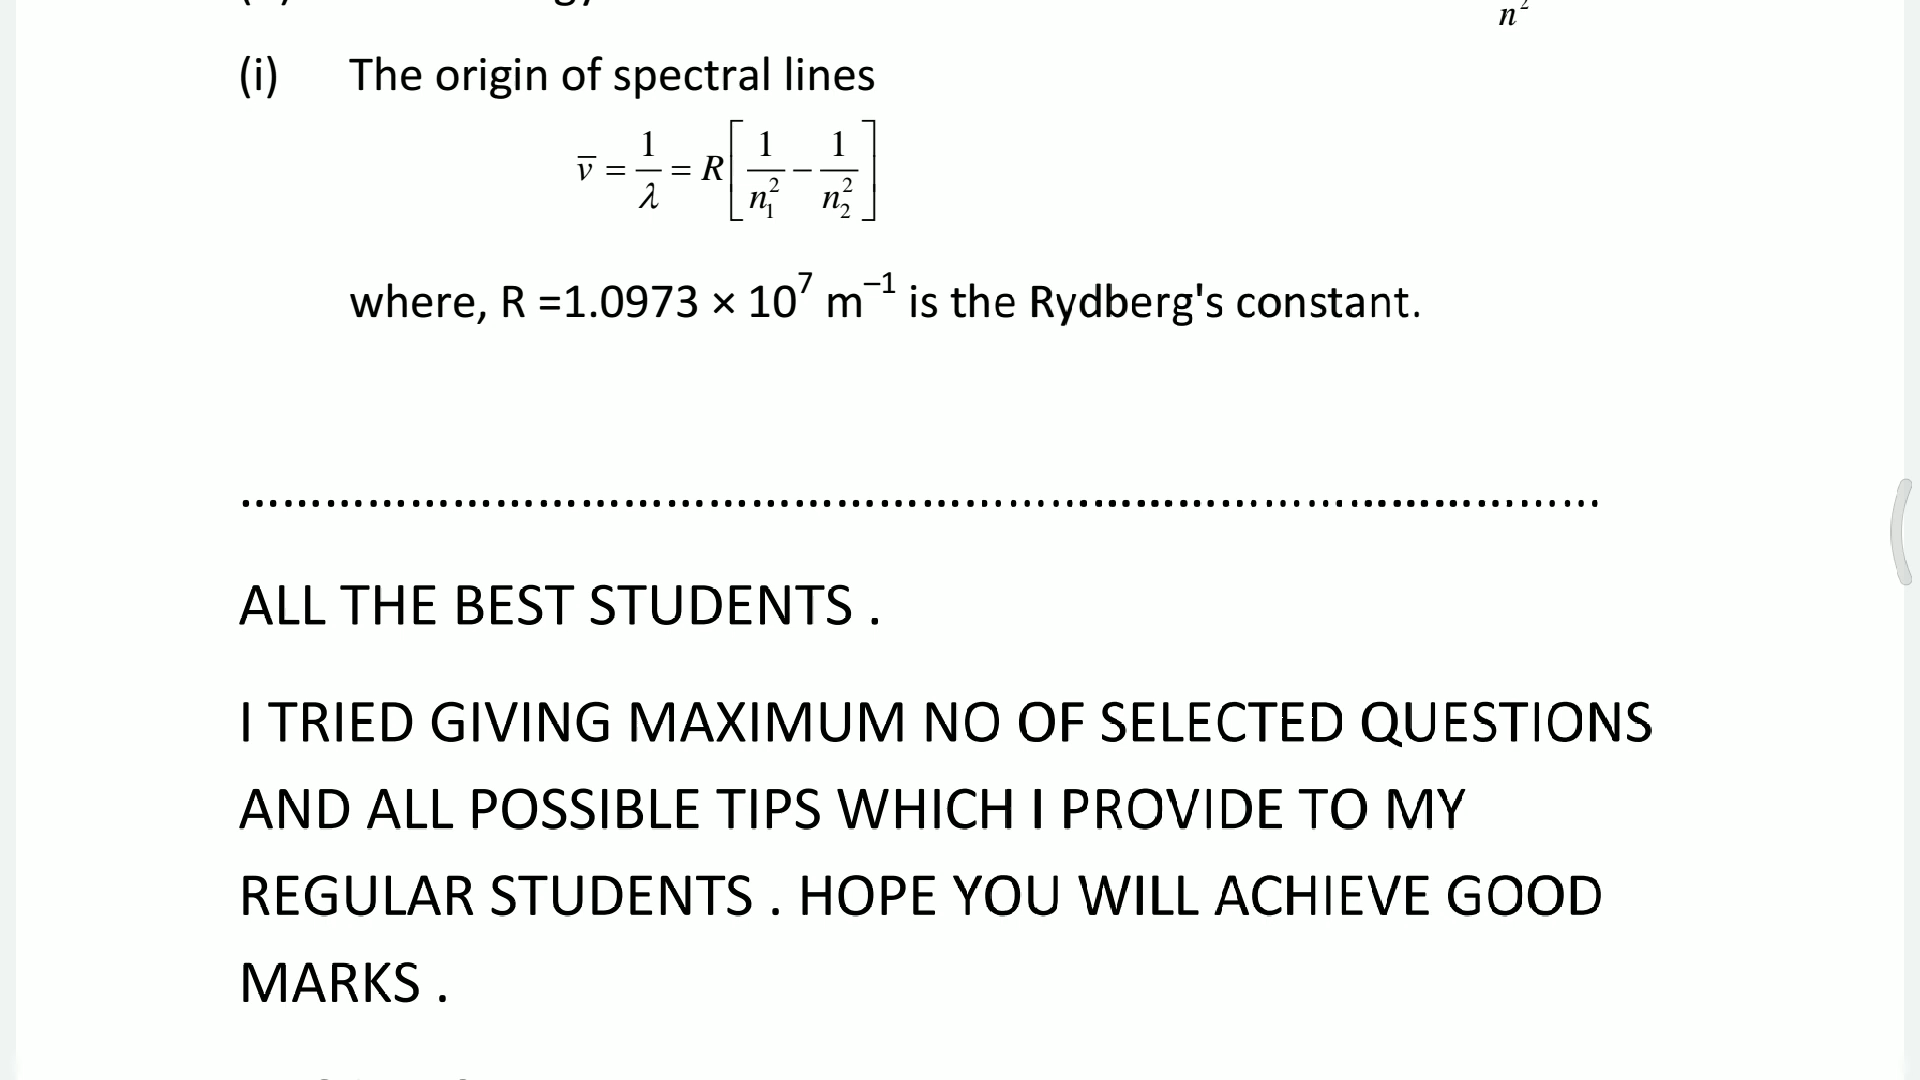 n²
(i) The origin of spectral lines
v̅ = 1/λ = R[1/n₁² − 1/n₂²]
where, R =1.0973 × 10⁷ m⁻¹ is the Rydberg's constant.
................................................................................................
ALL THE BEST STUDENTS .
I TRIED GIVING MAXIMUM NO OF SELECTED QUESTIONS
AND ALL POSSIBLE TIPS WHICH I PROVIDE TO MY
REGULAR STUDENTS . HOPE YOU WILL ACHIEVE GOOD
MARKS .